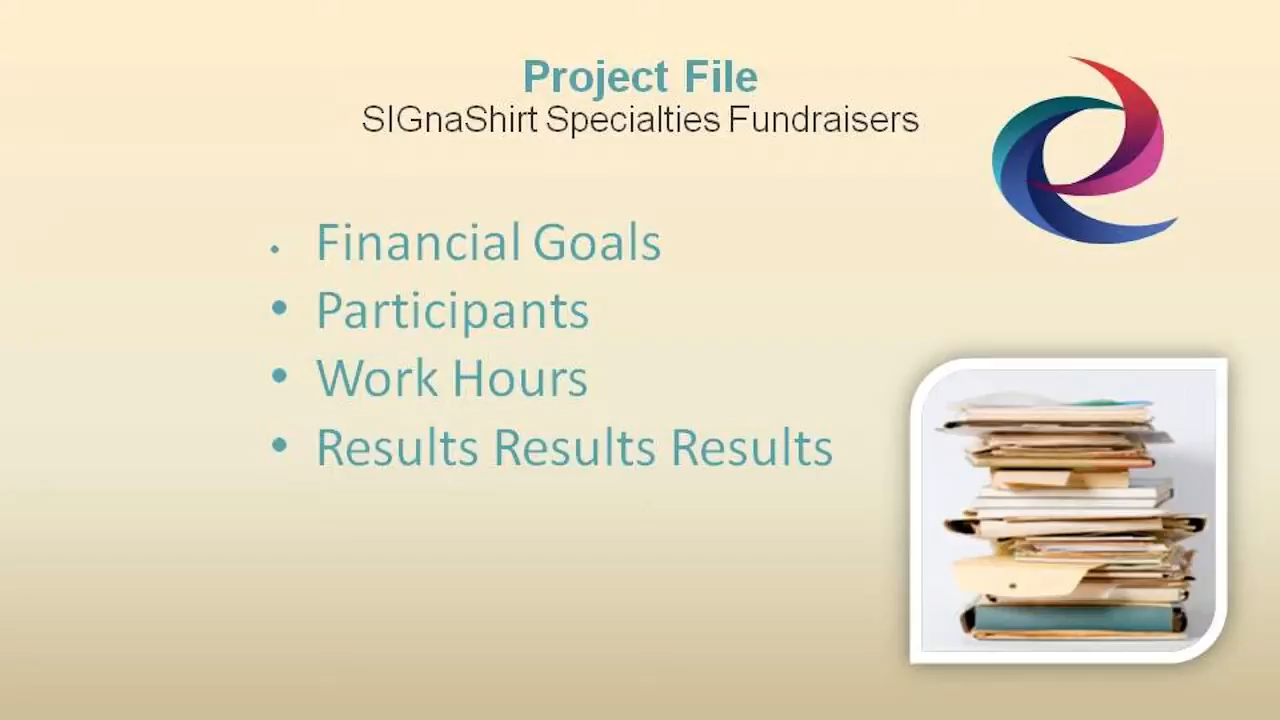 Project File
SIGnaShirt Specialties Fundraisers
• Financial Goals
• Participants
• Work Hours
• Results Results Results